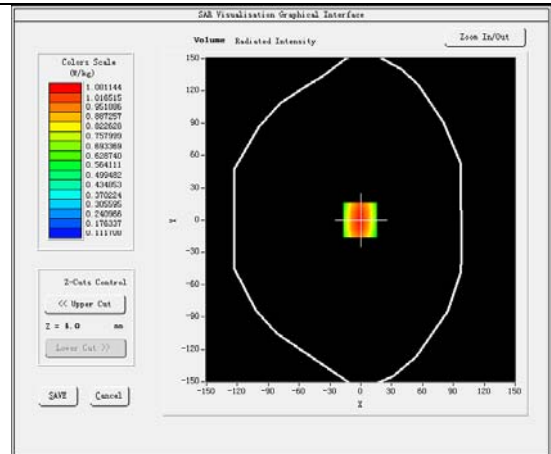 SAR Visualisation Graphical Interface
Volume Radiated Intensity
Zoom In/Out
Colors Scale
(W/kg)
1.081144
1.016515
0.951886
0.887257
0.822628
0.757999
0.693369
0.628740
0.564111
0.499482
0.434853
0.370224
0.305595
0.240966
0.176337
0.111708
Z-Cuts Control
<< Upper Cut
Z = 4.0 mm
Lower Cut >>
SAVE Cancel
150
120
90
60
30
0
-30
-60
-90
-120
-150
Y
-150 -120 -90 -60 -30 0 30 60 90 120 150
X